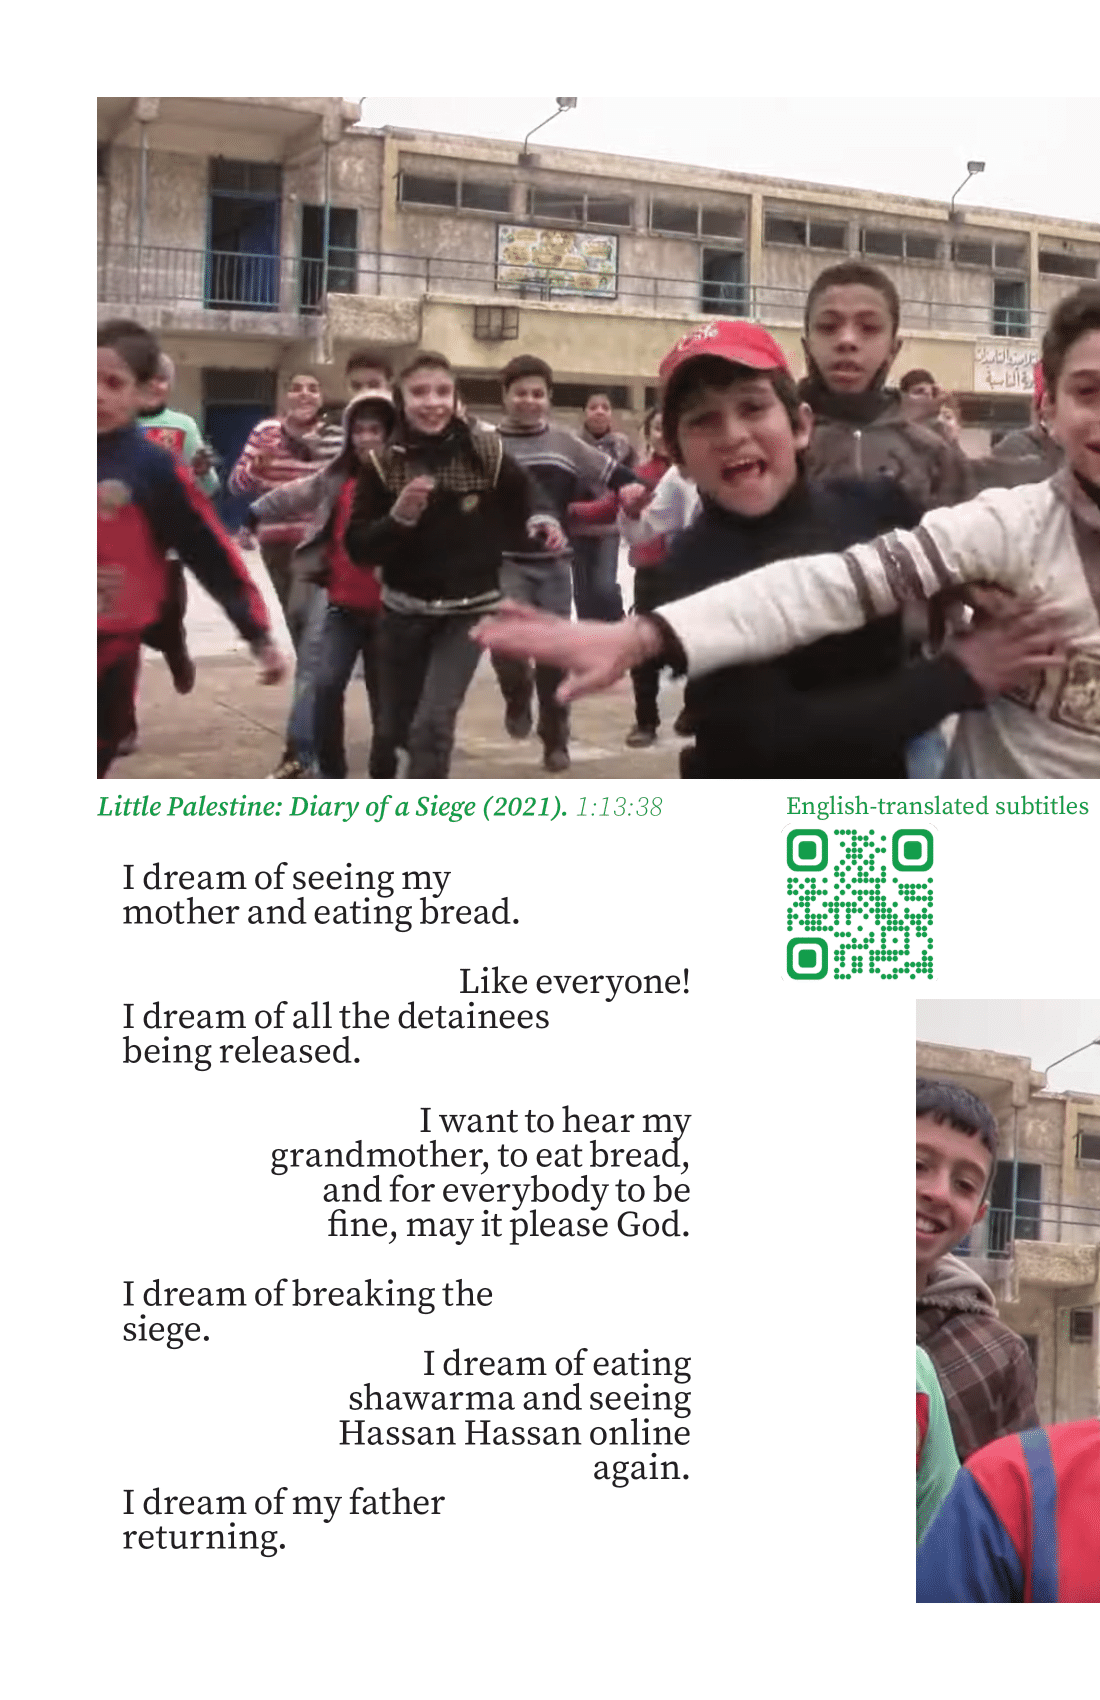 Little Palestine: Diary of a Siege (2021). 1:13:38
English-translated subtitles
I dream of seeing my
mother and eating bread.
Like everyone!
I dream of all the detainees
being released.
I want to hear my
grandmother, to eat bread,
and for everybody to be
fine, may it please God.
I dream of breaking the
siege.
I dream of eating
shawarma and seeing
Hassan Hassan online
again.
I dream of my father
returning.